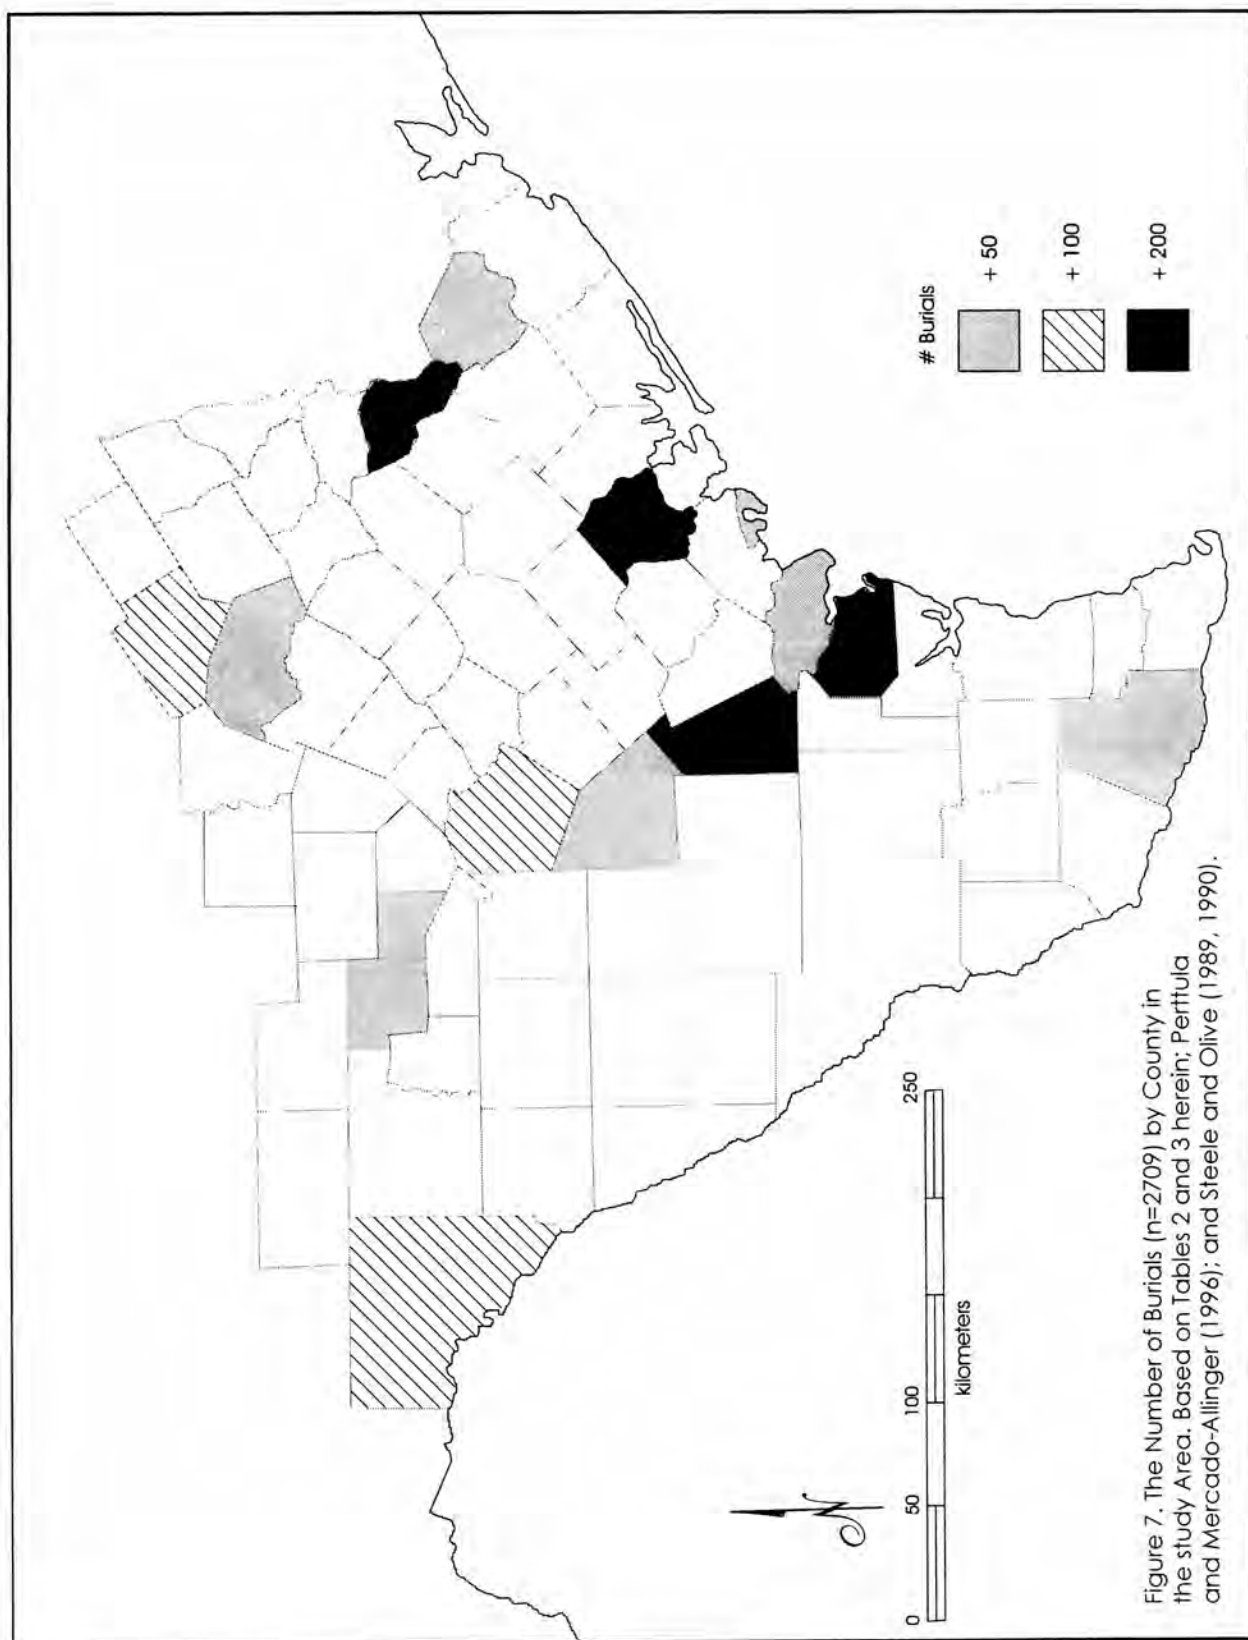 # Burials
+ 50
+ 100
+ 200
0
50
100
250
kilometers
Figure 7. The Number of Burials (n=2709) by County in
the study Area. Based on Tables 2 and 3 herein; Perttula
and Mercado-Allinger (1996); and Steele and Olive (1989, 1990).